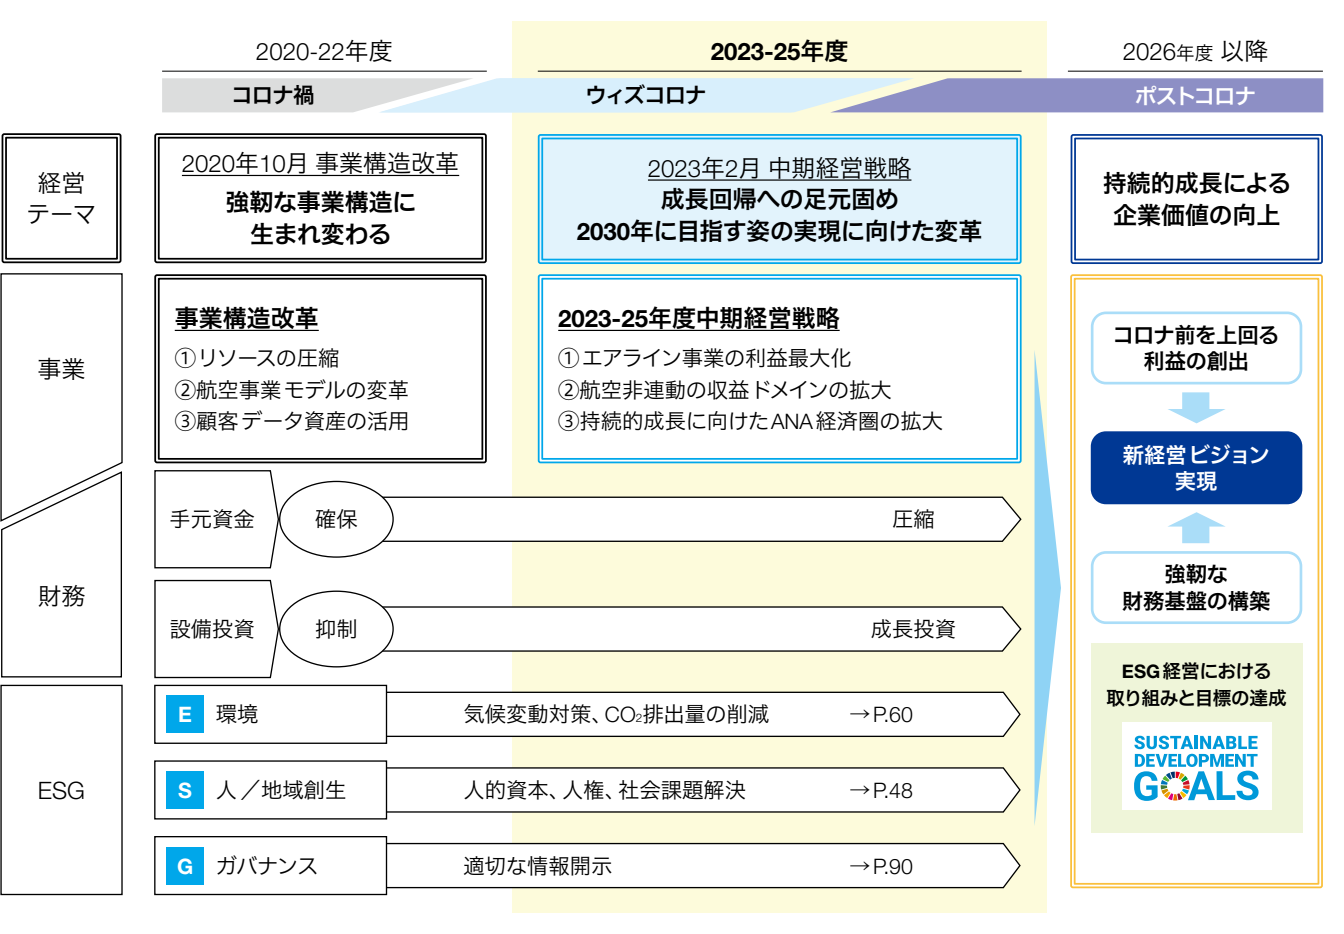 2020-22年度
2023-25年度
2026年度 以降
コロナ禍
ウィズコロナ
ポストコロナ
経営
テーマ
2020年10月 事業構造改革
強靭な事業構造に
生まれ変わる
2023年2月 中期経営戦略
成長回帰への足元固め
2030年に目指す姿の実現に向けた変革
持続的成長による
企業価値の向上
事業
事業構造改革
①リソースの圧縮
②航空事業モデルの変革
③顧客データ資産の活用
2023-25年度中期経営戦略
①エアライン事業の利益最大化
②航空非連動の収益ドメインの拡大
③持続的成長に向けたANA経済圏の拡大
コロナ前を上回る
利益の創出
新経営ビジョン
実現
強靭な
財務基盤の構築
財務
手元資金
確保
圧縮
設備投資
抑制
成長投資
ESG経営における
取り組みと目標の達成
SUSTAINABLE
DEVELOPMENT
GOALS
ESG
E 環境
気候変動対策、CO₂排出量の削減 →P.60
S 人／地域創生
人的資本、人権、社会課題解決 →P.48
G ガバナンス
適切な情報開示 →P.90